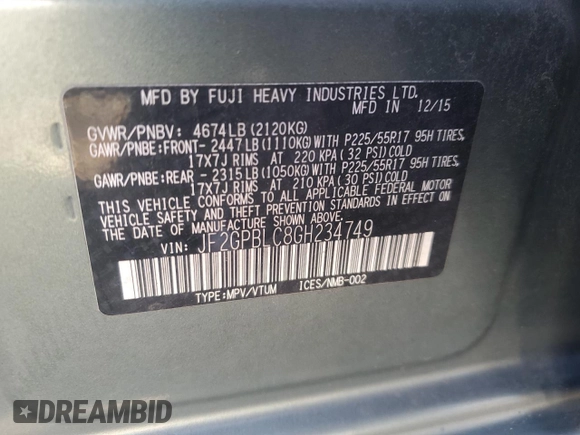 MFD BY FUJI HEAVY INDUSTRIES LTD.
MFD IN 12/15
GVWR/PNBV: 4674LB(2120KG)
GAWR/PNBE:FRONT- 2447LB(1110KG)WITH P225/55R17 95H TIRES,
17X7J RIMS AT 220 KPA(32 PSI)COLD
GAWR/PNBE:REAR - 2315LB(1050KG)WITH P225/55R17 95H TIRES,
17X7J RIMS AT 210 KPA(30 PSI)COLD
THIS VEHICLE CONFORMS TO ALL APPLICABLE FEDERAL MOTOR
VEHICLE SAFETY AND THEFT PREVENTION STANDARDS IN EFFECT ON
THE DATE OF MANUFACTURE SHOWN ABOVE.
VIN: JF2GPBLC8GH234749
TYPE:MPV/VTUM ICES/NMB-002
DREAMBID